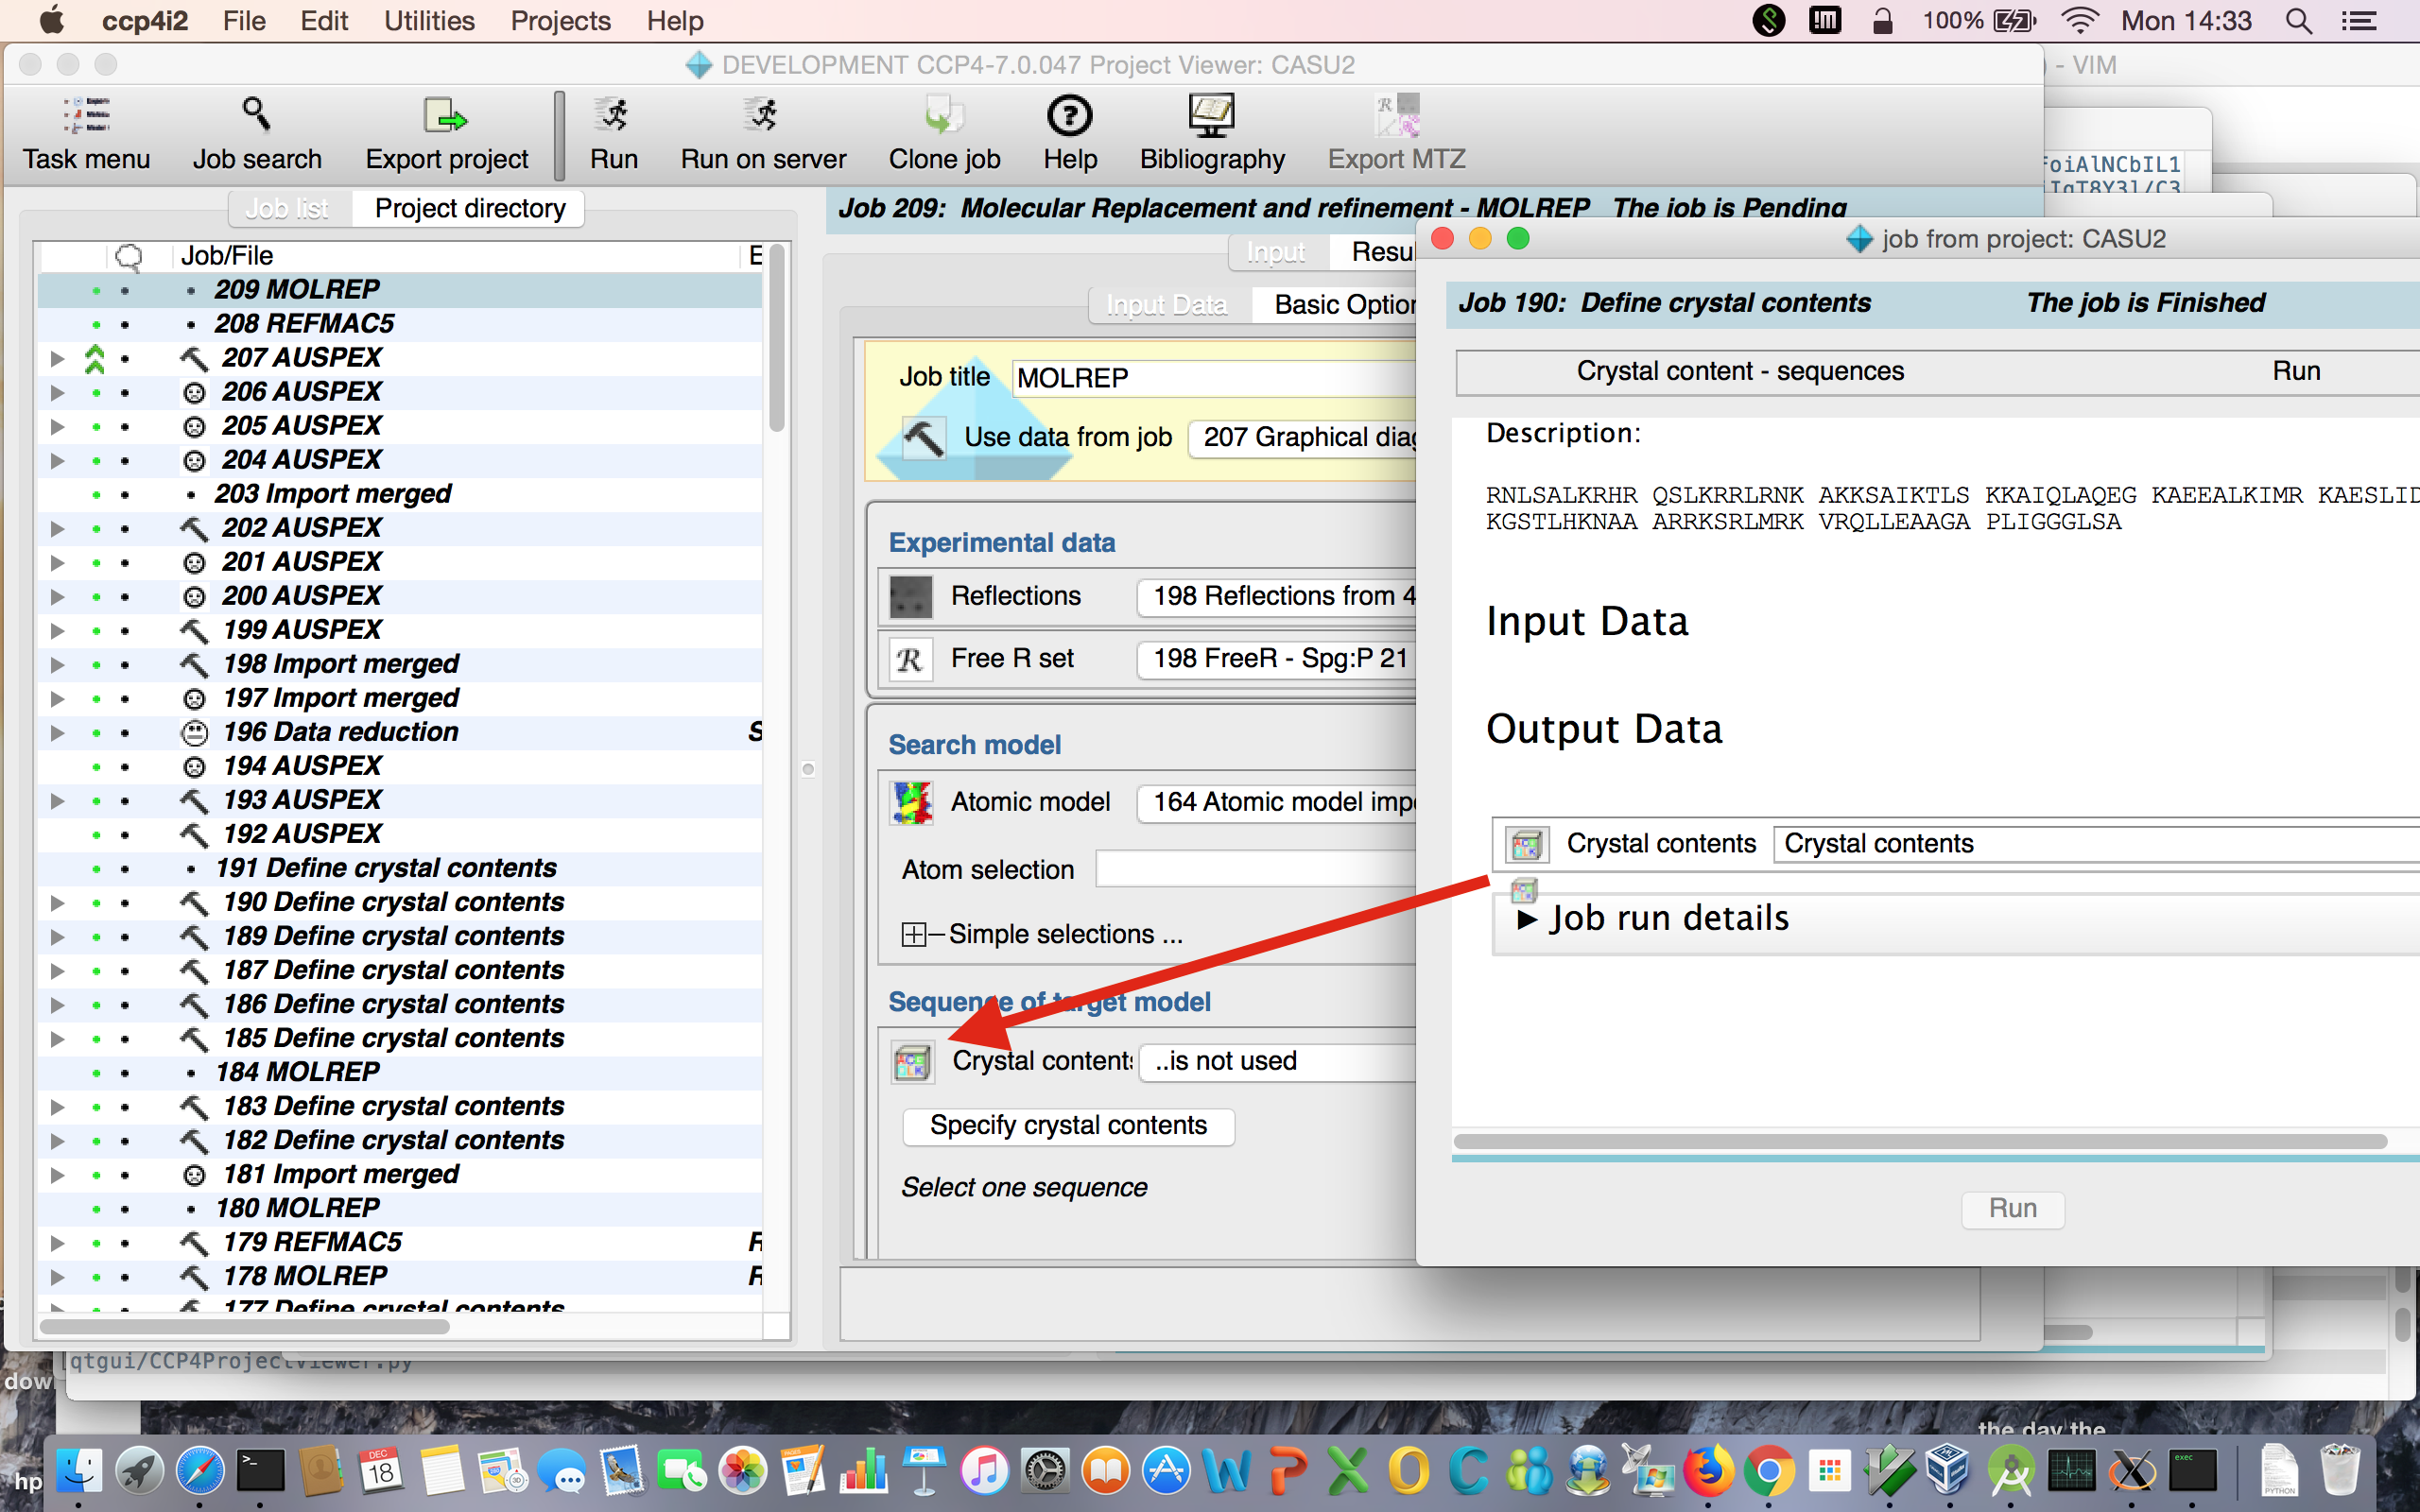 ccp4i2 File Edit Utilities Projects Help
100% Mon 14:33
DEVELOPMENT CCP4-7.0.047 Project Viewer: CASU2
- VIM
Task menu Job search Export project Run Run on server Clone job Help Bibliography Export MTZ
Job list Project directory
Job/File E
209 MOLREP
208 REFMAC5
207 AUSPEX
206 AUSPEX
205 AUSPEX
204 AUSPEX
203 Import merged
202 AUSPEX
201 AUSPEX
200 AUSPEX
199 AUSPEX
198 Import merged
197 Import merged
196 Data reduction S
194 AUSPEX
193 AUSPEX
192 AUSPEX
191 Define crystal contents
190 Define crystal contents
189 Define crystal contents
187 Define crystal contents
186 Define crystal contents
185 Define crystal contents
184 MOLREP
183 Define crystal contents
182 Define crystal contents
181 Import merged
180 MOLREP
179 REFMAC5 R
178 MOLREP R
177 Define crystal contents
Job 209: Molecular Replacement and refinement - MOLREP The job is Pending
Input Resul
Input Data Basic Option
Job title MOLREP
Use data from job 207 Graphical diag
Experimental data
Reflections 198 Reflections from 4
Free R set 198 FreeR - Spg:P 21
Search model
Atomic model 164 Atomic model impo
Atom selection
Simple selections ...
Sequence of target model
Crystal contents ..is not used
Specify crystal contents
Select one sequence
job from project: CASU2
Job 190: Define crystal contents The job is Finished
Crystal content - sequences Run
Description:
RNLSALKRHR QSLKRRLRNK AKKSAIKTLS KKAIQLAQEG KAEEALKIMR KAESLID
KGSTLHKNAA ARRKSRLMRK VRQLLEAAGA PLIGGGLSA
Input Data
Output Data
Crystal contents Crystal contents
Job run details
Run
qtgui/CCP4ProjectViewer.py
dow
the day the
hp
DEC
18
exec
PYTHON